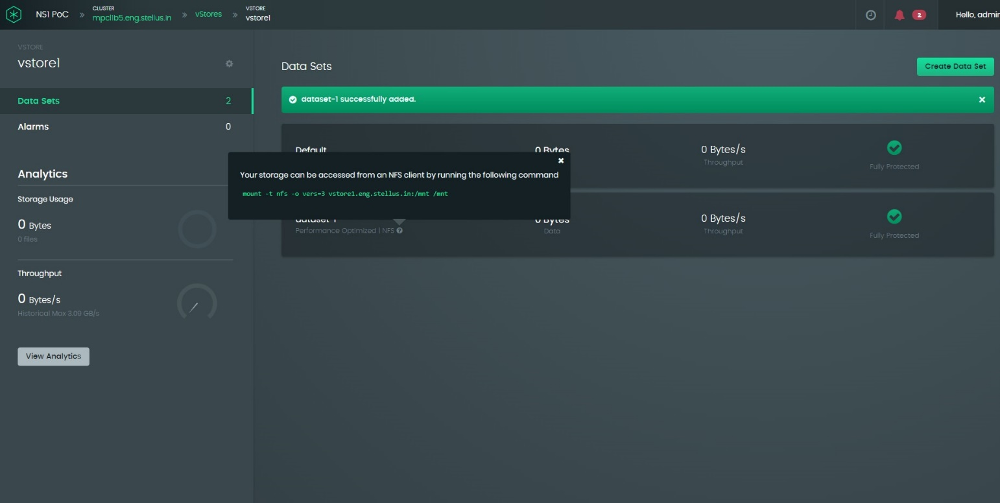 NS1 PoC
CLUSTER
mpcl1b5.eng.stellus.in
vStores
VSTORE
vstore1
2
Hello, admin
VSTORE
vstore1
Data Sets 2
Alarms 0
Analytics
Storage Usage
0 Bytes
0 files
Throughput
0 Bytes/s
Historical Max 3.09 GB/s
View Analytics
Data Sets
Create Data Set
dataset-1 successfully added.
Default 0 Bytes 0 Bytes/s
Throughput Fully Protected
Your storage can be accessed from an NFS client by running the following command
mount -t nfs -o vers=3 vstore1.eng.stellus.in:/mnt /mnt
dataset-1 0 Bytes 0 Bytes/s
Performance Optimized | NFS Data Throughput Fully Protected